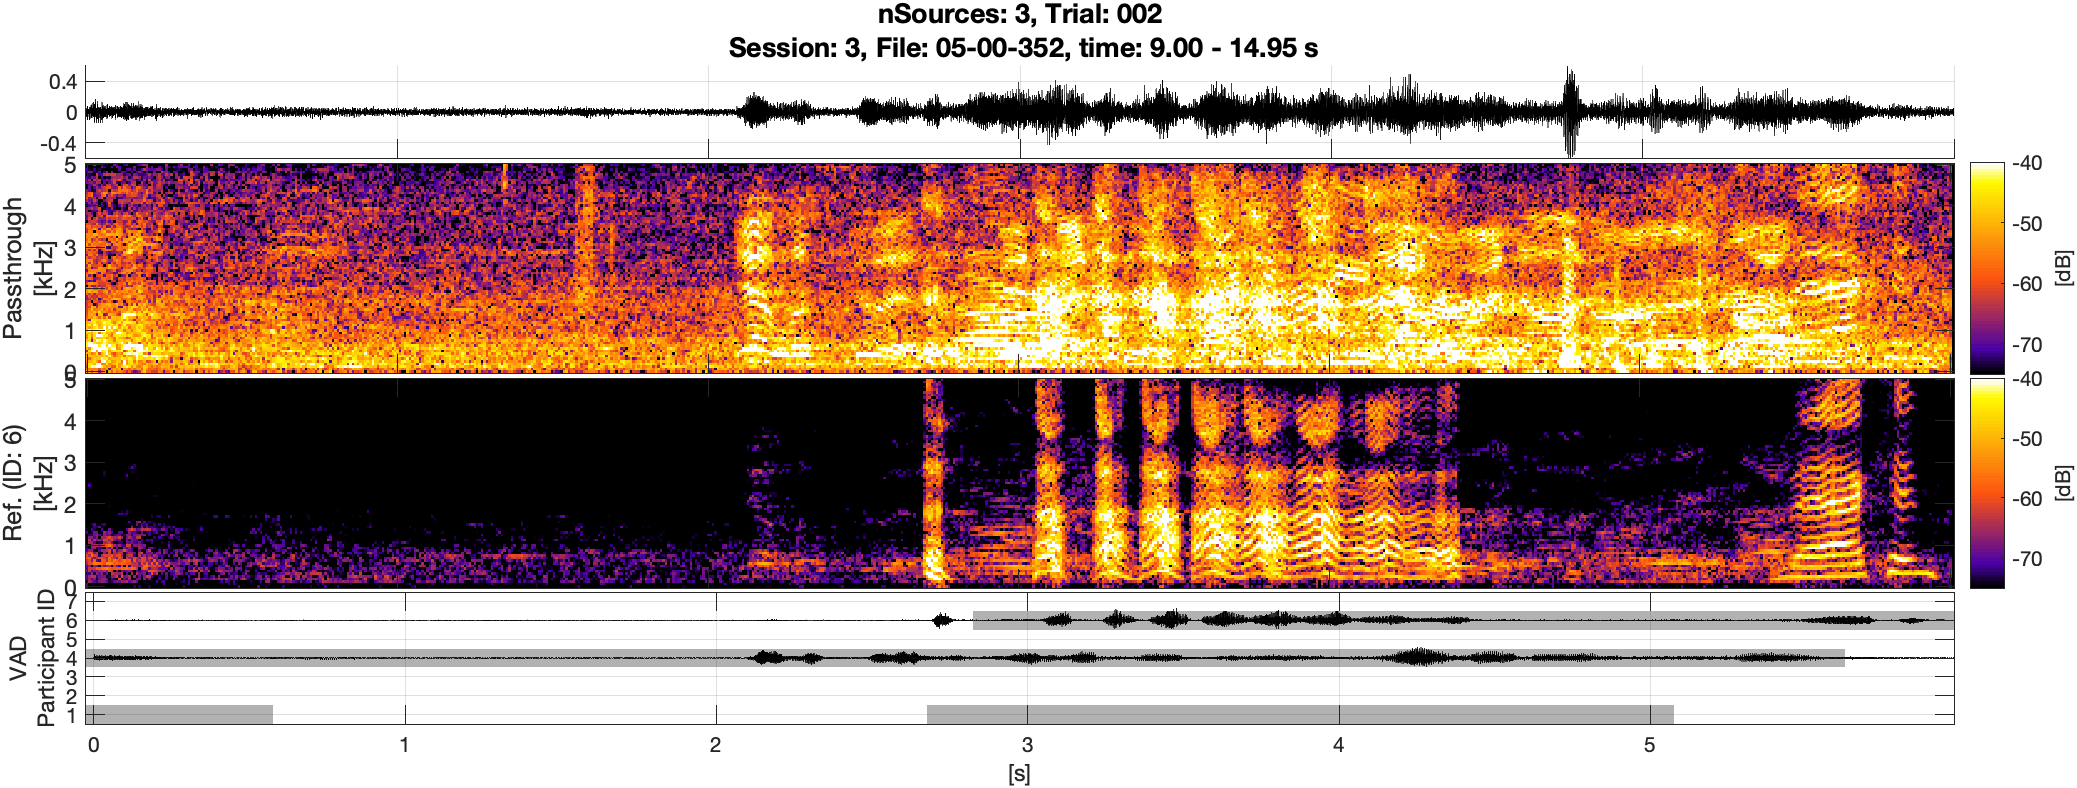 nSources: 3, Trial: 002
Session: 3, File: 05-00-352, time: 9.00 - 14.95 s
0.4
0
-0.4
Passthrough
[kHz]
5
4
3
2
1
0
-40
-50
-60
-70
[dB]
Ref. (ID: 6)
[kHz]
5
4
3
2
1
0
-40
-50
-60
-70
[dB]
VAD
Participant ID
7
6
5
4
3
2
1
0 1 2 3 4 5
[s]